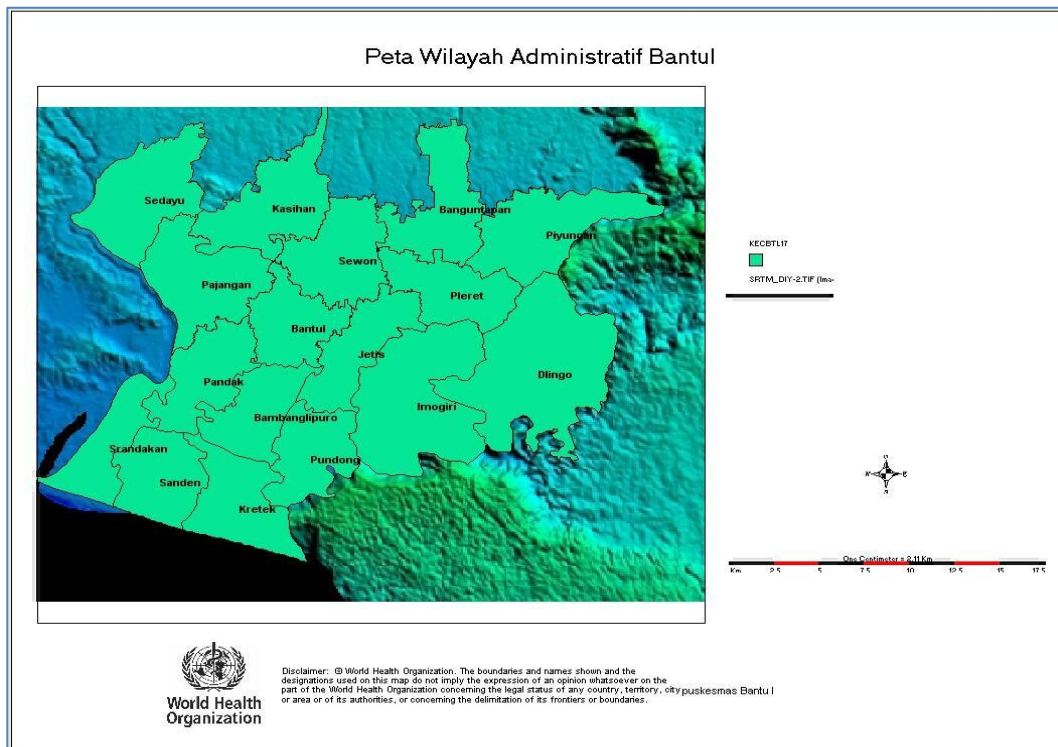 Peta Wilayah Administratif Bantul
Sedayu
Kasihan
Banguntapan
Piyungan
Sewon
Pajangan
Pleret
Bantul
Jetis
Dlingo
Pandak
Imogiri
Bambanglipuro
Srandakan
Pundong
Sanden
Kretek
KECBTL17
SRTM_DIY-2.TIF (Ima-
One Centimeter = 2.11 Km
Km 2.5 5 7.5 10 12.5 15 17.5
World Health
Organization
Disclaimer: © World Health Organization. The boundaries and names shown and the
designations used on this map do not imply the expression of an opinion whatsoever on the
part of the World Health Organization concerning the legal status of any country, territory, city puskesmas Bantu l
or area or of its authorities, or concerning the delimitation of its frontiers or boundaries.